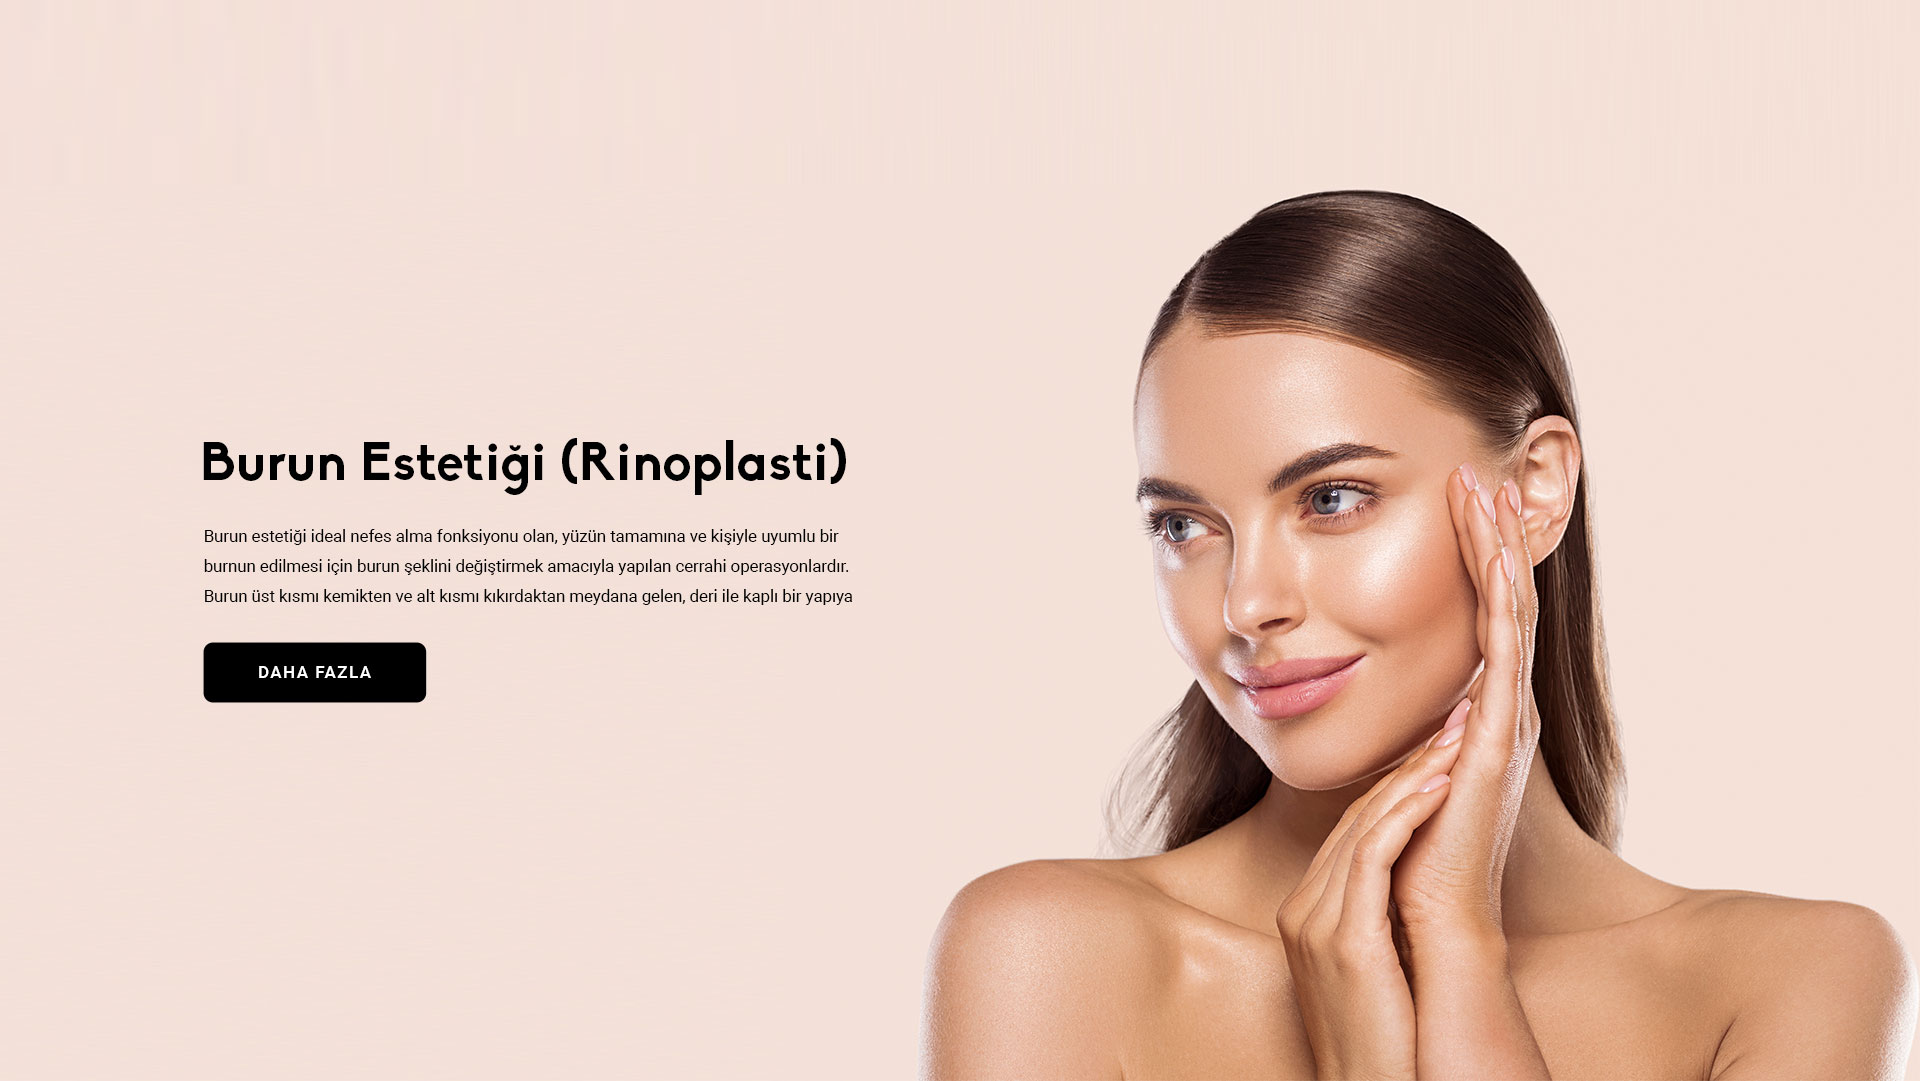 Burun Estetiği (Rinoplasti)
Burun estetiği ideal nefes alma fonksiyonu olan, yüzün tamamına ve kişiyle uyumlu bir
burnun edilmesi için burun şeklini değiştirmek amacıyla yapılan cerrahi operasyonlardır.
Burun üst kısmı kemikten ve alt kısmı kıkırdaktan meydana gelen, deri ile kaplı bir yapıya
DAHA FAZLA